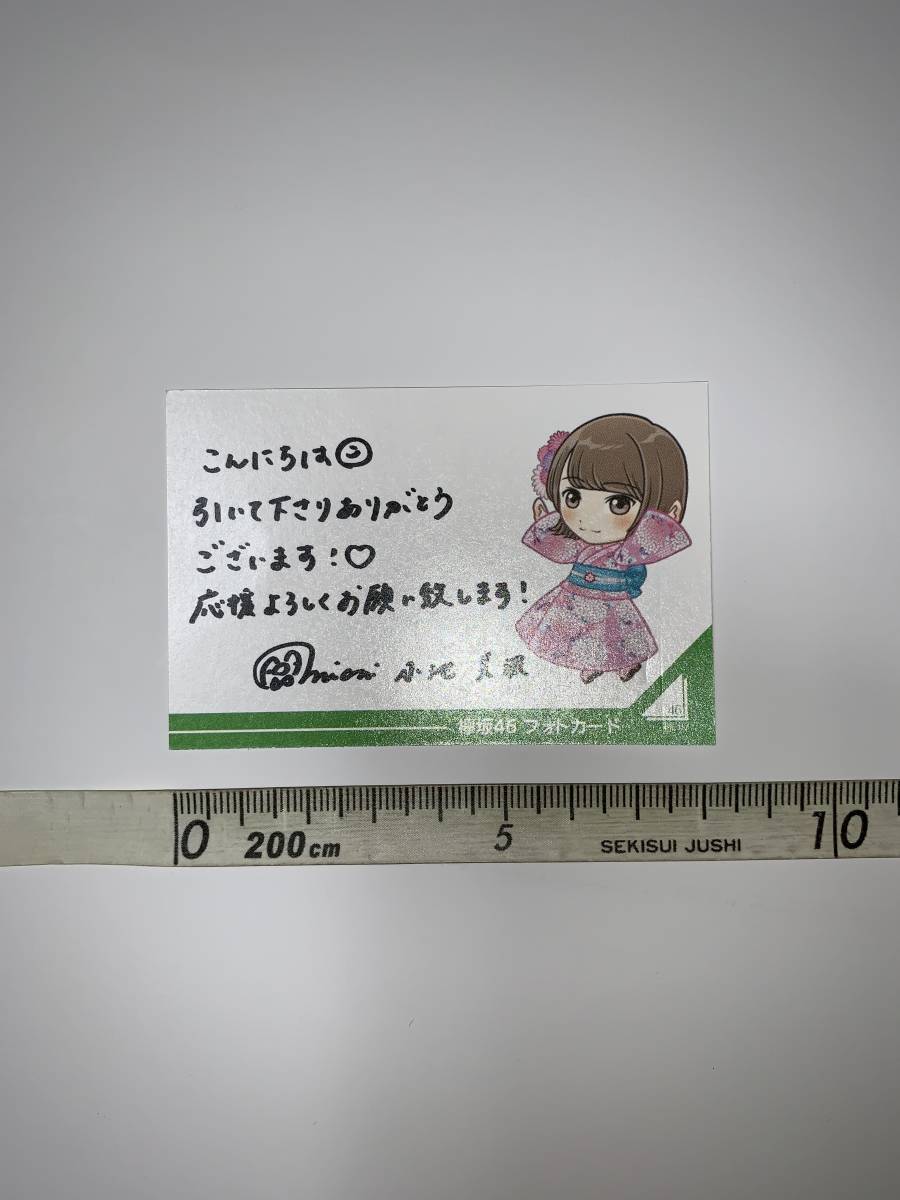 こんにちは
引いて下さりありがとう
ございます!♡
応援よろしくお願い致します!
minami 小池 美波
欅坂46 フォトカード
46
0 200cm 5 SEKISUI JUSHI 10